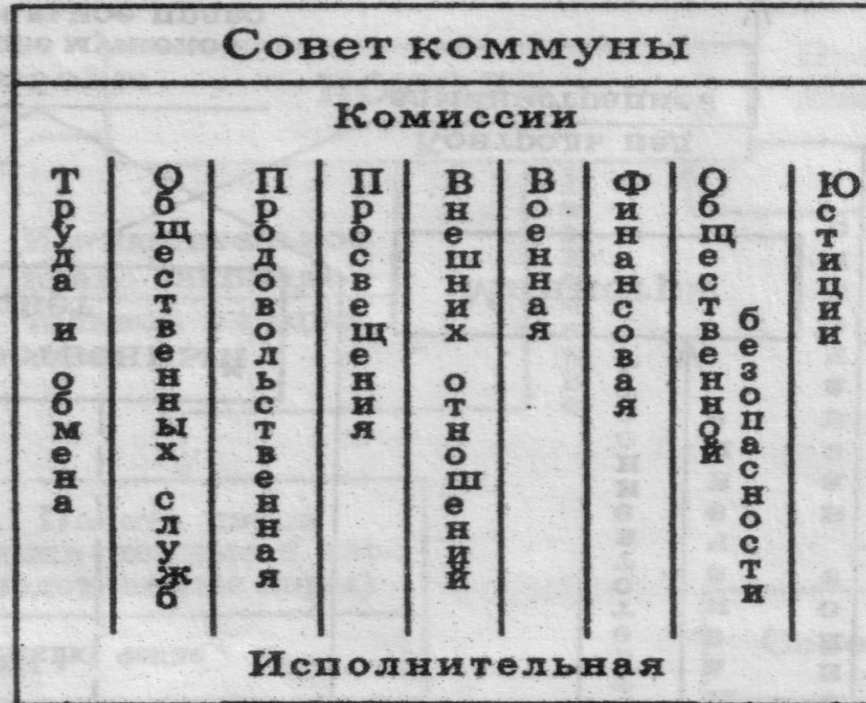 Совет коммуны
Комиссии
Труда и обмена
Общественных служб
Продовольственная
Просвещения
Внешних отношений
Военная
Финансовая
Общественной
безопасности
Юстиции
Исполнительная